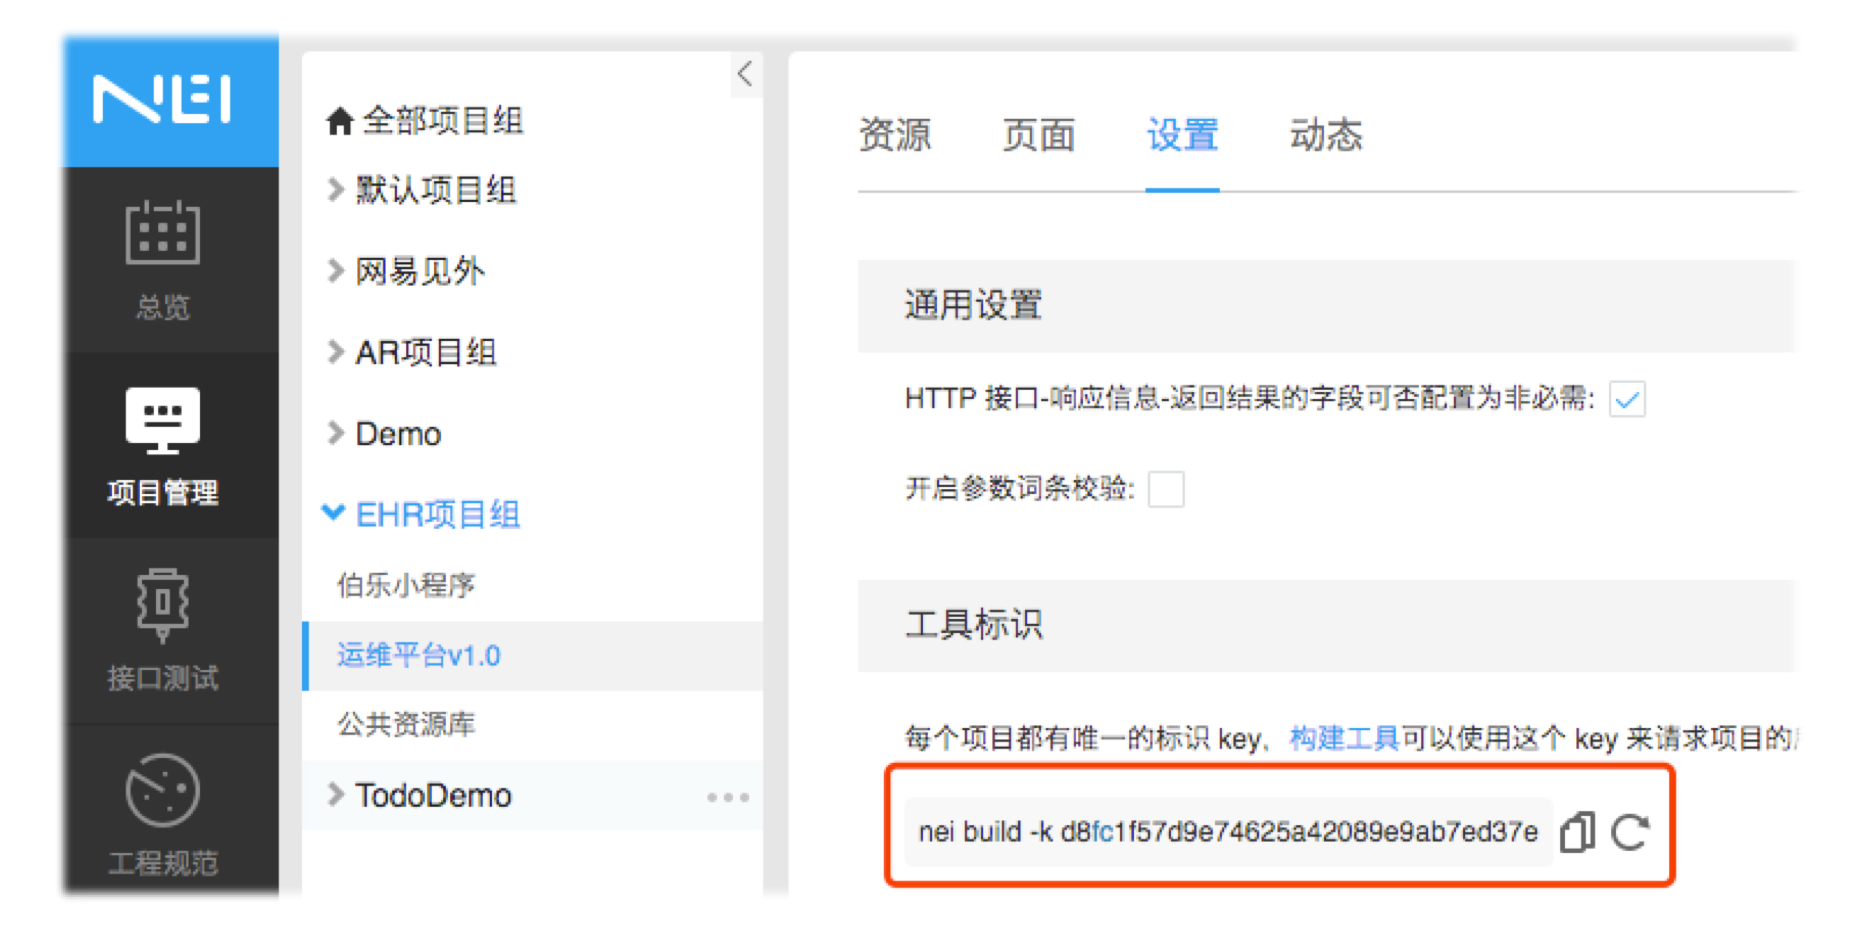 NEI
总览
项目管理
接口测试
工程规范
全部项目组
默认项目组
网易见外
AR项目组
Demo
EHR项目组
伯乐小程序
运维平台v1.0
公共资源库
TodoDemo
资源 页面 设置 动态
通用设置
HTTP 接口-响应信息-返回结果的字段可否配置为非必需:
开启参数词条校验:
工具标识
每个项目都有唯一的标识 key, 构建工具可以使用这个 key 来请求项目的
nei build -k d8fc1f57d9e74625a42089e9ab7ed37e